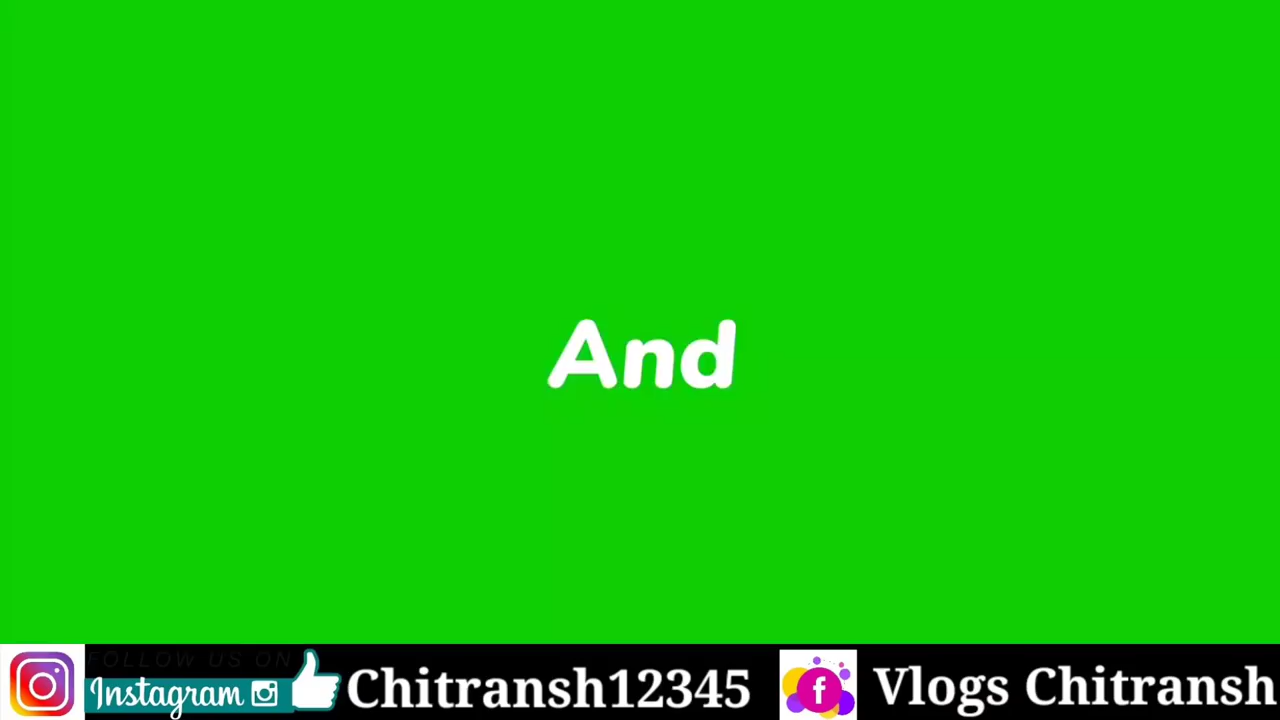 And
FOLLOW US ON
Instagram
Chitransh12345
f
Vlogs Chitransh